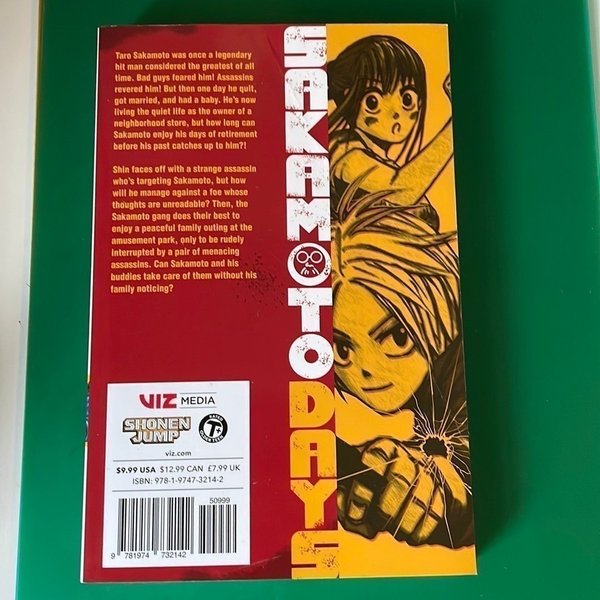 Taro Sakamoto was once a legendary
hit man considered the greatest of all
time. Bad guys feared him! Assassins
revered him! But then one day he quit,
got married, and had a baby. He's now
living the quiet life as the owner of a
neighborhood store, but how long can
Sakamoto enjoy his days of retirement
before his past catches up to him?!
Shin faces off with a strange assassin
who's targeting Sakamoto, but how
will he manage against a foe whose
thoughts are unreadable? Then, the
Sakamoto gang does their best to
enjoy a peaceful family outing at the
amusement park, only to be rudely
interrupted by a pair of menacing
assassins. Can Sakamoto and his
buddies take care of them without his
family noticing?
SAKAMOTO DAYS
VIZ MEDIA
SHONEN
JUMP
RATED
T+
OLDER TEEN
viz.com
$9.99 USA $12.99 CAN £7.99 UK
ISBN: 978-1-9747-3214-2
50999
9 781974 732142